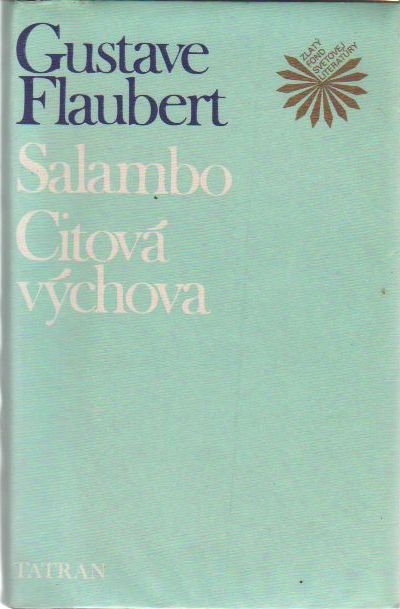 Gustave
Flaubert
ZLATÝ
FOND
SVETOVEJ
LITERATÚRY
Salambo
Citová
výchova
TATRAN